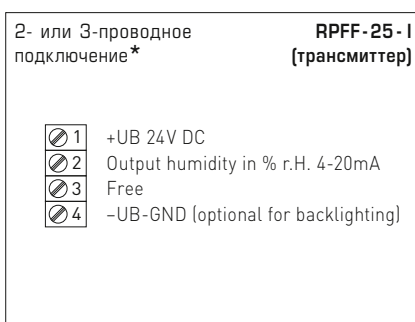 2- или 3-проводное RPFF-25-I
подключение* (трансмиттер)
1 +UB 24V DC
2 Output humidity in % r.H. 4-20mA
3 Free
4 –UB-GND (optional for backlighting)